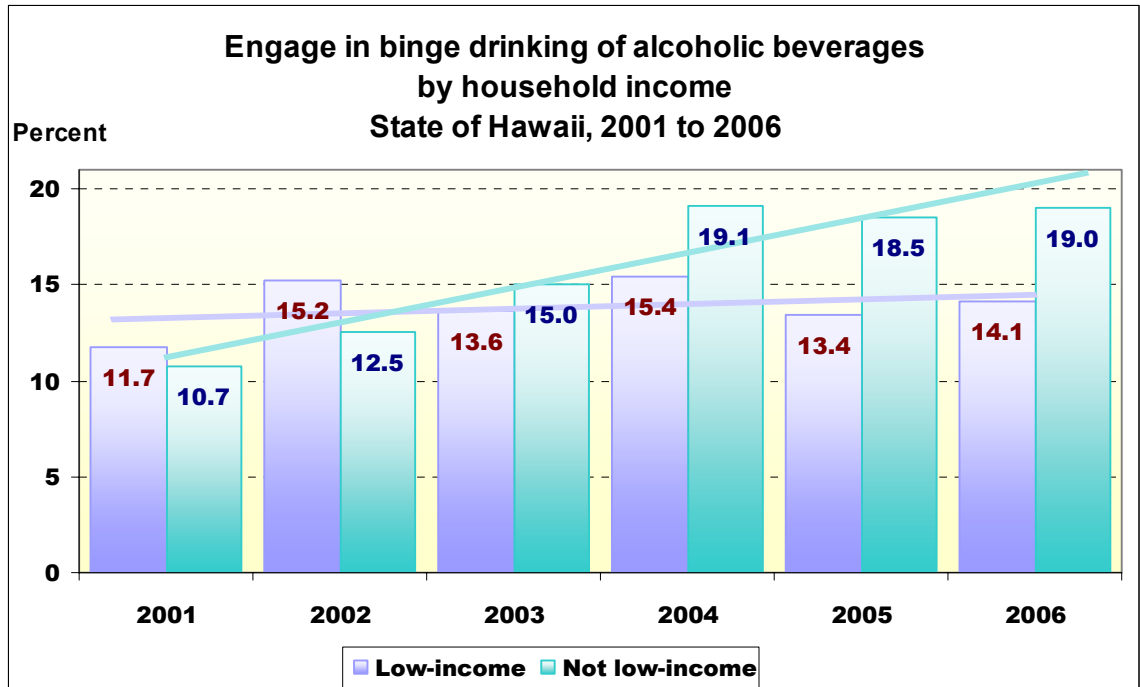 Engage in binge drinking of alcoholic beverages
by household income
State of Hawaii, 2001 to 2006
Percent
20
15
10
5
0
11.7
10.7
15.2
12.5
13.6
15.0
15.4
19.1
13.4
18.5
14.1
19.0
2001 2002 2003 2004 2005 2006
Low-income Not low-income